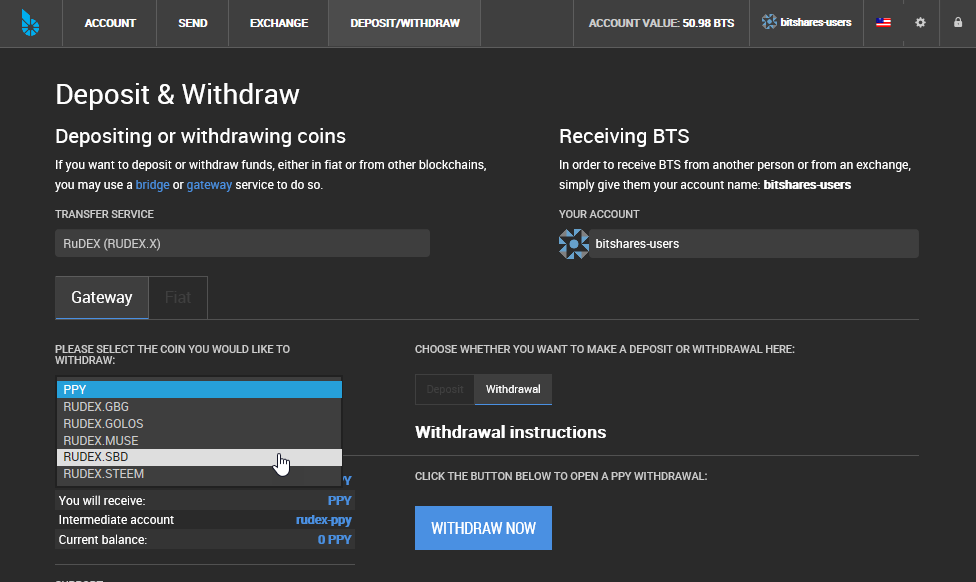 ACCOUNT SEND EXCHANGE DEPOSIT/WITHDRAW ACCOUNT VALUE: 50.98 BTS bitshares-users
Deposit & Withdraw
Depositing or withdrawing coins
If you want to deposit or withdraw funds, either in fiat or from other blockchains,
you may use a bridge or gateway service to do so.
TRANSFER SERVICE
RuDEX (RUDEX.X)
Receiving BTS
In order to receive BTS from another person or from an exchange,
simply give them your account name: bitshares-users
YOUR ACCOUNT
bitshares-users
Gateway Fiat
PLEASE SELECT THE COIN YOU WOULD LIKE TO
WITHDRAW:
PPY
RUDEX.GBG
RUDEX.GOLOS
RUDEX.MUSE
RUDEX.SBD
RUDEX.STEEM
You will receive: PPY
Intermediate account rudex-ppy
Current balance: 0 PPY
CHOOSE WHETHER YOU WANT TO MAKE A DEPOSIT OR WITHDRAWAL HERE:
Deposit Withdrawal
Withdrawal instructions
CLICK THE BUTTON BELOW TO OPEN A PPY WITHDRAWAL:
WITHDRAW NOW